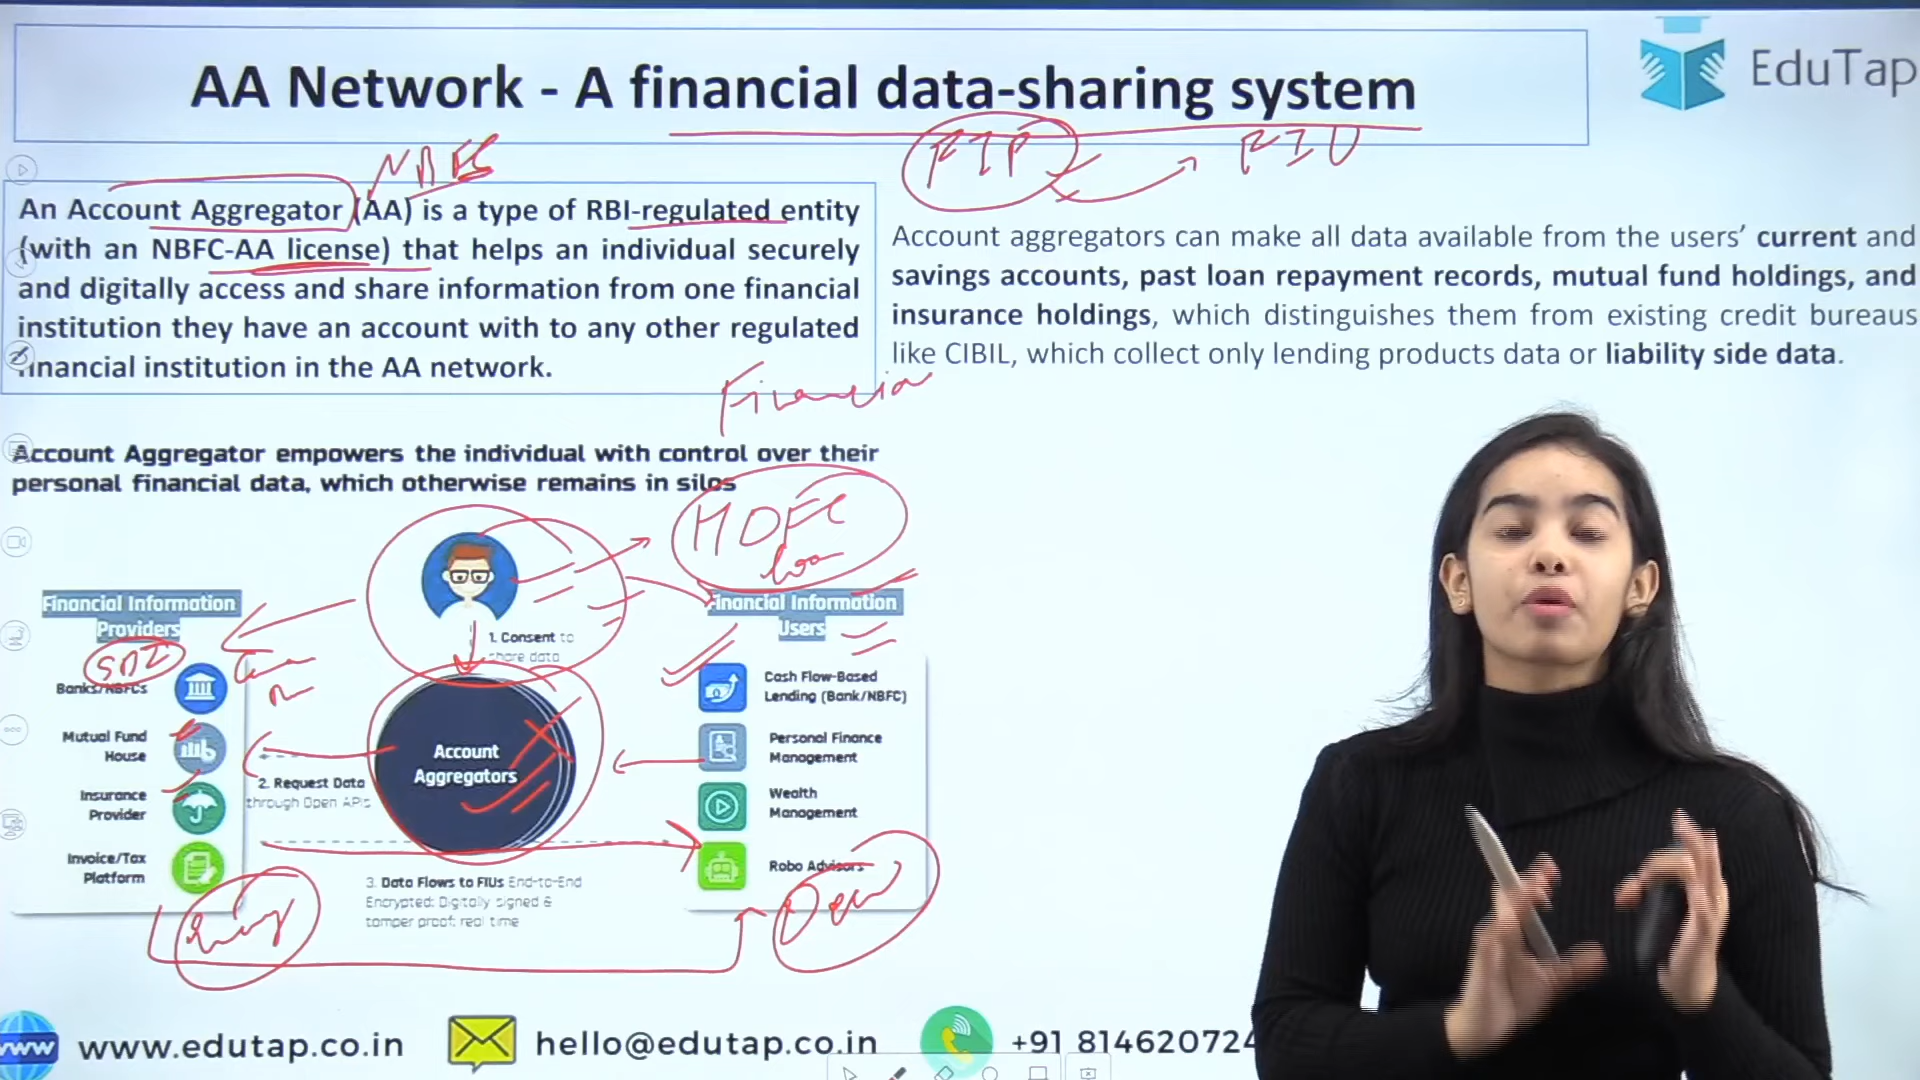 AA Network - A financial data-sharing system
EduTap
NBFC
FIP
FIU
An Account Aggregator (AA) is a type of RBI-regulated entity
(with an NBFC-AA license) that helps an individual securely
and digitally access and share information from one financial
institution they have an account with to any other regulated
financial institution in the AA network.
Account aggregators can make all data available from the users’ current and
savings accounts, past loan repayment records, mutual fund holdings, and
insurance holdings, which distinguishes them from existing credit bureaus
like CIBIL, which collect only lending products data or liability side data.
Financial
Account Aggregator empowers the individual with control over their
personal financial data, which otherwise remains in silos
HDFC
loan
Financial Information
Providers
SBI
Banks/NBFCs
Mutual Fund
House
Insurance
Provider
Invoice/Tax
Platform
1. Consent to
share data
Account
Aggregators
2. Request Data
through Open APIs
3. Data Flows to FIUs End-to-End
Encrypted; Digitally signed &
tamper proof; real time
Financial Information
Users
Cash Flow-Based
Lending (Bank/NBFC)
Personal Finance
Management
Wealth
Management
Robo Advisors
www
www.edutap.co.in
hello@edutap.co.in
+91 814620724